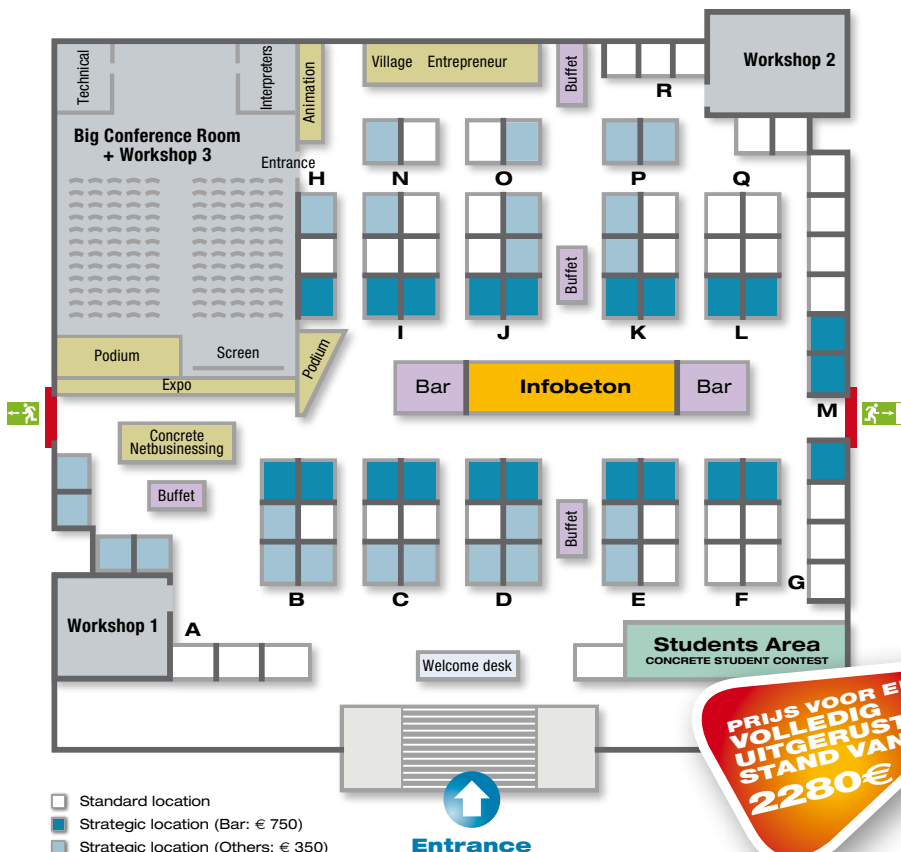 Technical
Interpreters
Animation
Village Entrepreneur
Buffet
R
Workshop 2
Big Conference Room
+ Workshop 3
Entrance
H
N
O
P
Q
Buffet
I
J
K
L
Podium
Screen
Podium
Expo
Bar
Infobeton
Bar
M
Concrete
Netbusinessing
Buffet
Buffet
B
C
D
E
F
G
Workshop 1
A
Welcome desk
Students Area
CONCRETE STUDENT CONTEST
PRIJS VOOR
VOLLEDIG
UITGERUST
STAND VAN
2280€
Standard location
Strategic location (Bar: € 750)
Strategic location (Others: € 350)
Entrance